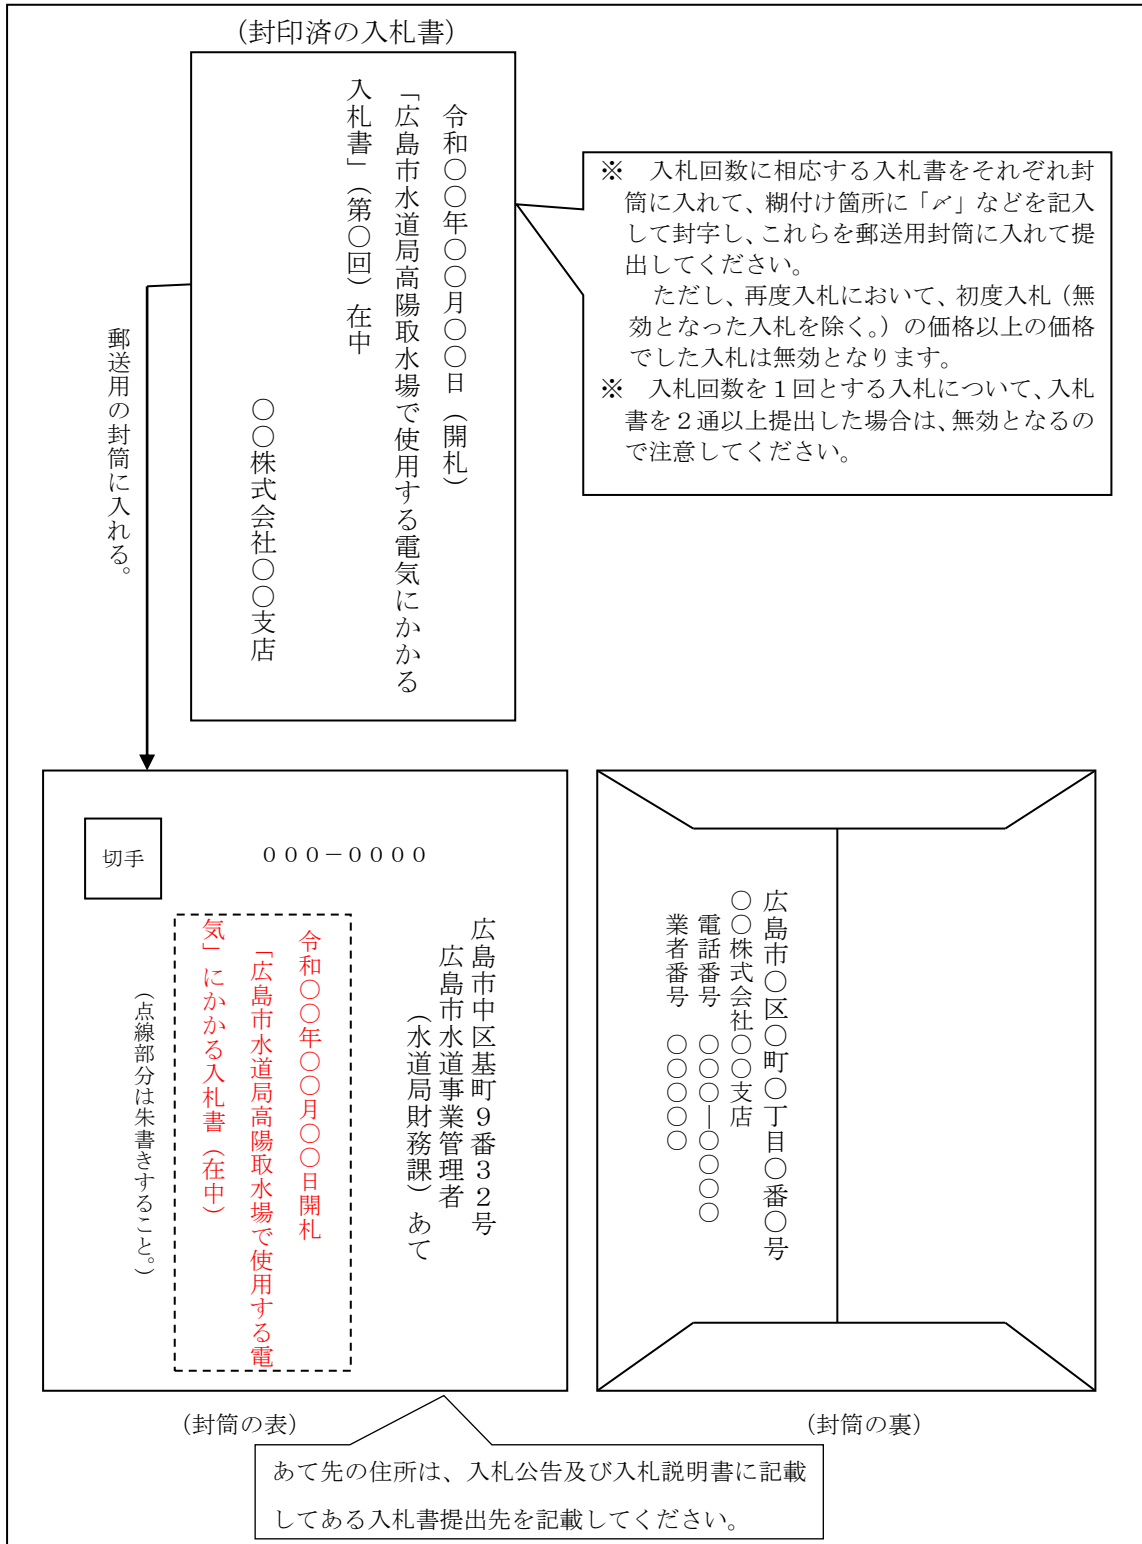 (封印済の入札書)
令和〇〇年〇〇月〇〇日（開札）
「広島市水道局高陽取水場で使用する電気にかかる
入札書」（第〇回）在中
〇〇株式会社〇〇支店
※　入札回数に相応する入札書をそれぞれ封
筒に入れて、糊付け箇所に「〆」などを記入
して封字し、これらを郵送用封筒に入れて提
出してください。
ただし、再度入札において、初度入札（無
効となった入札を除く。）の価格以上の価格
でした入札は無効となります。
※　入札回数を１回とする入札について、入札
書を２通以上提出した場合は、無効となるの
で注意してください。
郵送用の封筒に入れる。
切手
０００－００００
広島市中区基町９番３２号
広島市水道事業管理者
（水道局財務課）あて
令和〇〇年〇〇月〇〇日開札
「広島市水道局高陽取水場で使用する電
気」にかかる入札書（在中）
（点線部分は朱書きすること。）
(封筒の表)
広島市〇区〇町〇丁目〇番〇号
〇〇株式会社〇〇支店
電話番号　〇〇〇―〇〇〇〇
業者番号　〇〇〇〇〇
(封筒の裏)
あて先の住所は、入札公告及び入札説明書に記載
してある入札書提出先を記載してください。